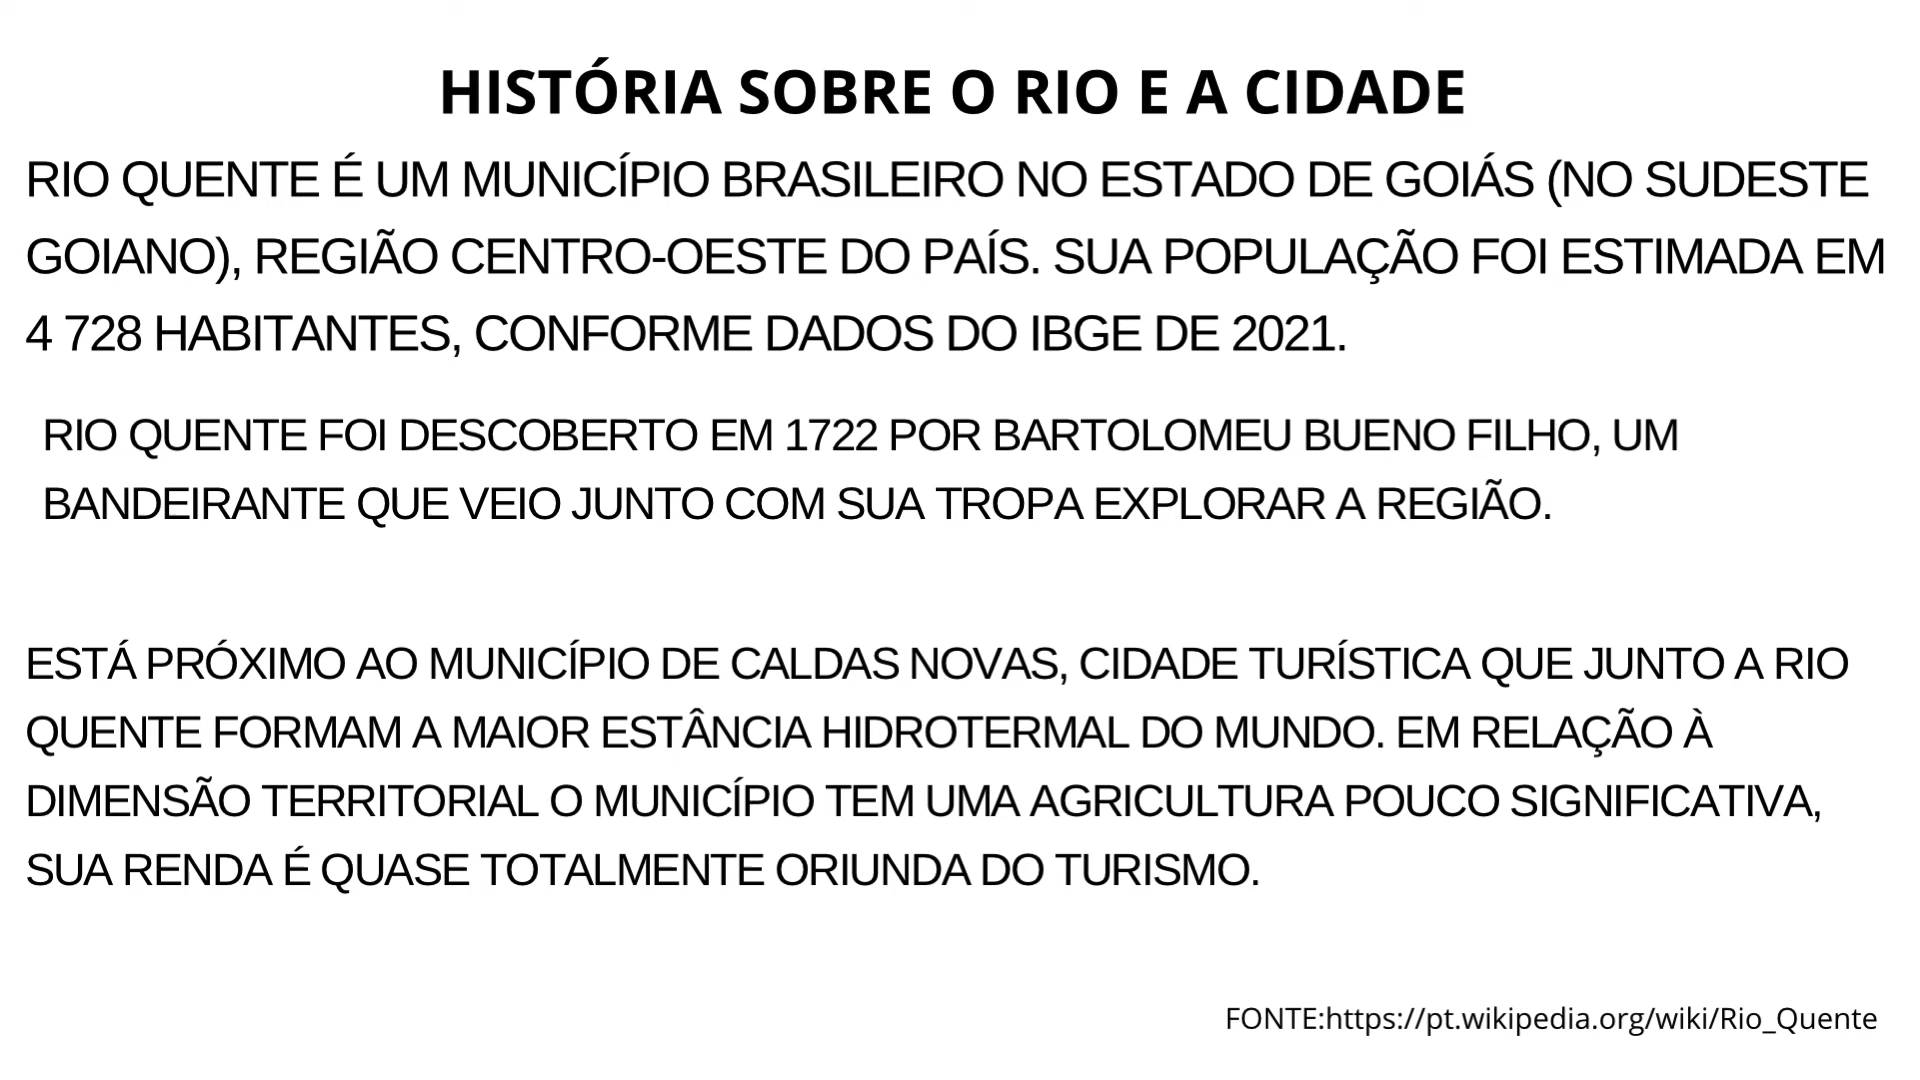 HISTÓRIA SOBRE O RIO E A CIDADE
RIO QUENTE É UM MUNICÍPIO BRASILEIRO NO ESTADO DE GOIÁS (NO SUDESTE
GOIANO), REGIÃO CENTRO-OESTE DO PAÍS. SUA POPULAÇÃO FOI ESTIMADA EM
4 728 HABITANTES, CONFORME DADOS DO IBGE DE 2021.
RIO QUENTE FOI DESCOBERTO EM 1722 POR BARTOLOMEU BUENO FILHO, UM
BANDEIRANTE QUE VEIO JUNTO COM SUA TROPA EXPLORAR A REGIÃO.
ESTÁ PRÓXIMO AO MUNICÍPIO DE CALDAS NOVAS, CIDADE TURÍSTICA QUE JUNTO A RIO
QUENTE FORMAM A MAIOR ESTÂNCIA HIDROTERMAL DO MUNDO. EM RELAÇÃO À
DIMENSÃO TERRITORIAL O MUNICÍPIO TEM UMA AGRICULTURA POUCO SIGNIFICATIVA,
SUA RENDA É QUASE TOTALMENTE ORIUNDA DO TURISMO.
FONTE:https://pt.wikipedia.org/wiki/Rio_Quente